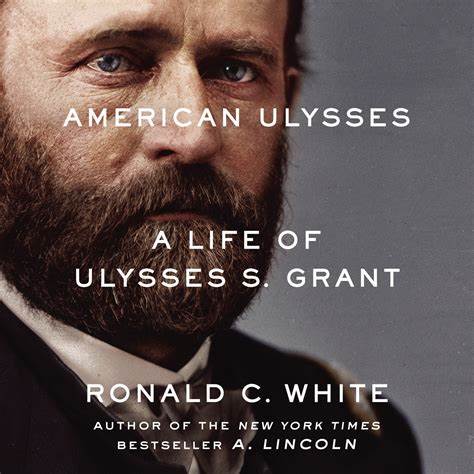 AMERICAN ULYSSES
A LIFE OF
ULYSSES S. GRANT
RONALD C. WHITE
AUTHOR OF THE NEW YORK TIMES
BESTSELLER A. LINCOLN